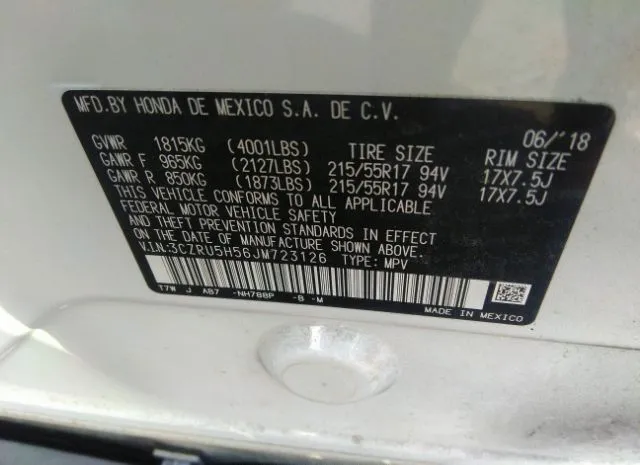 MFD.BY HONDA DE MEXICO S.A. DE C.V. 06/'18
GVWR 1815KG (4001LBS) TIRE SIZE RIM SIZE
GAWR F 965KG (2127LBS) 215/55R17 94V 17X7.5J
GAWR R 850KG (1873LBS) 215/55R17 94V 17X7.5J
THIS VEHICLE CONFORMS TO ALL APPLICABLE
FEDERAL MOTOR VEHICLE SAFETY
AND THEFT PREVENTION STANDARDS IN EFFECT
ON THE DATE OF MANUFACTURE SHOWN ABOVE.
V.I.N:3CZRU5H56JM723126 TYPE: MPV
T7W J AB7 -NH788P -B -M MADE IN MEXICO